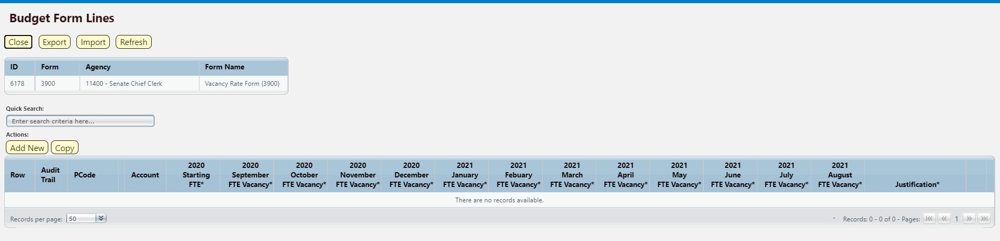 Budget Form Lines
Close Export Import Refresh
ID Form Agency Form Name
6178 3900 11400 - Senate Chief Clerk Vacancy Rate Form (3900)
Quick Search:
Enter search criteria here...
Actions:
Add New Copy
Row Audit Trail PCode Account 2020 Starting FTE* 2020 September FTE Vacancy* 2020 October FTE Vacancy* 2020 November FTE Vacancy* 2020 December FTE Vacancy* 2021 January FTE Vacancy* 2021 Febuary FTE Vacancy* 2021 March FTE Vacancy* 2021 April FTE Vacancy* 2021 May FTE Vacancy* 2021 June FTE Vacancy* 2021 July FTE Vacancy* 2021 August FTE Vacancy* Justification*
There are no records available.
Records per page: 50 - Records: 0 - 0 of 0 - Pages: 1